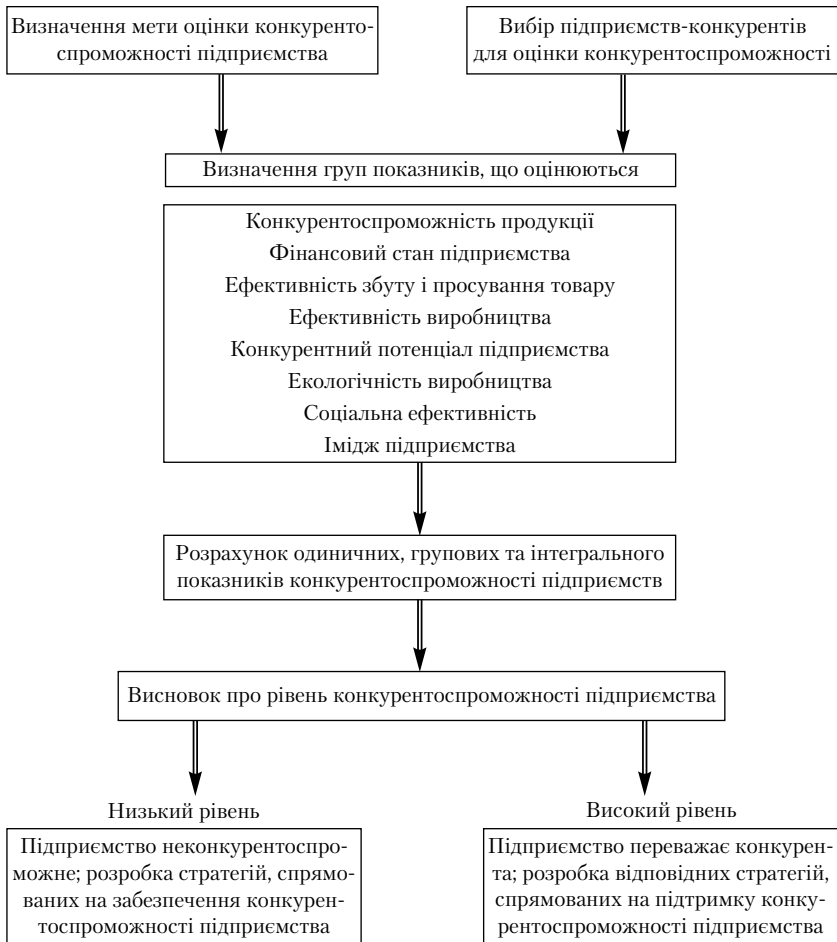 Визначення мети оцінки конкуренто-
спроможності підприємства
Вибір підприємств-конкурентів
для оцінки конкурентоспроможності
Визначення груп показників, що оцінюються
Конкурентоспроможність продукції
Фінансовий стан підприємства
Ефективність збуту і просування товару
Ефективність виробництва
Конкурентний потенціал підприємства
Екологічність виробництва
Соціальна ефективність
Імідж підприємства
Розрахунок одиничних, групових та інтегрального
показників конкурентоспроможності підприємств
Висновок про рівень конкурентоспроможності підприємства
Низький рівень
Підприємство неконкурентоспро-
можне; розробка стратегій, спрямо-
ваних на забезпечення конкурен-
тоспроможності підприємства
Високий рівень
Підприємство переважає конкурен-
та; розробка відповідних стратегій,
спрямованих на підтримку конку-
рентоспроможності підприємства